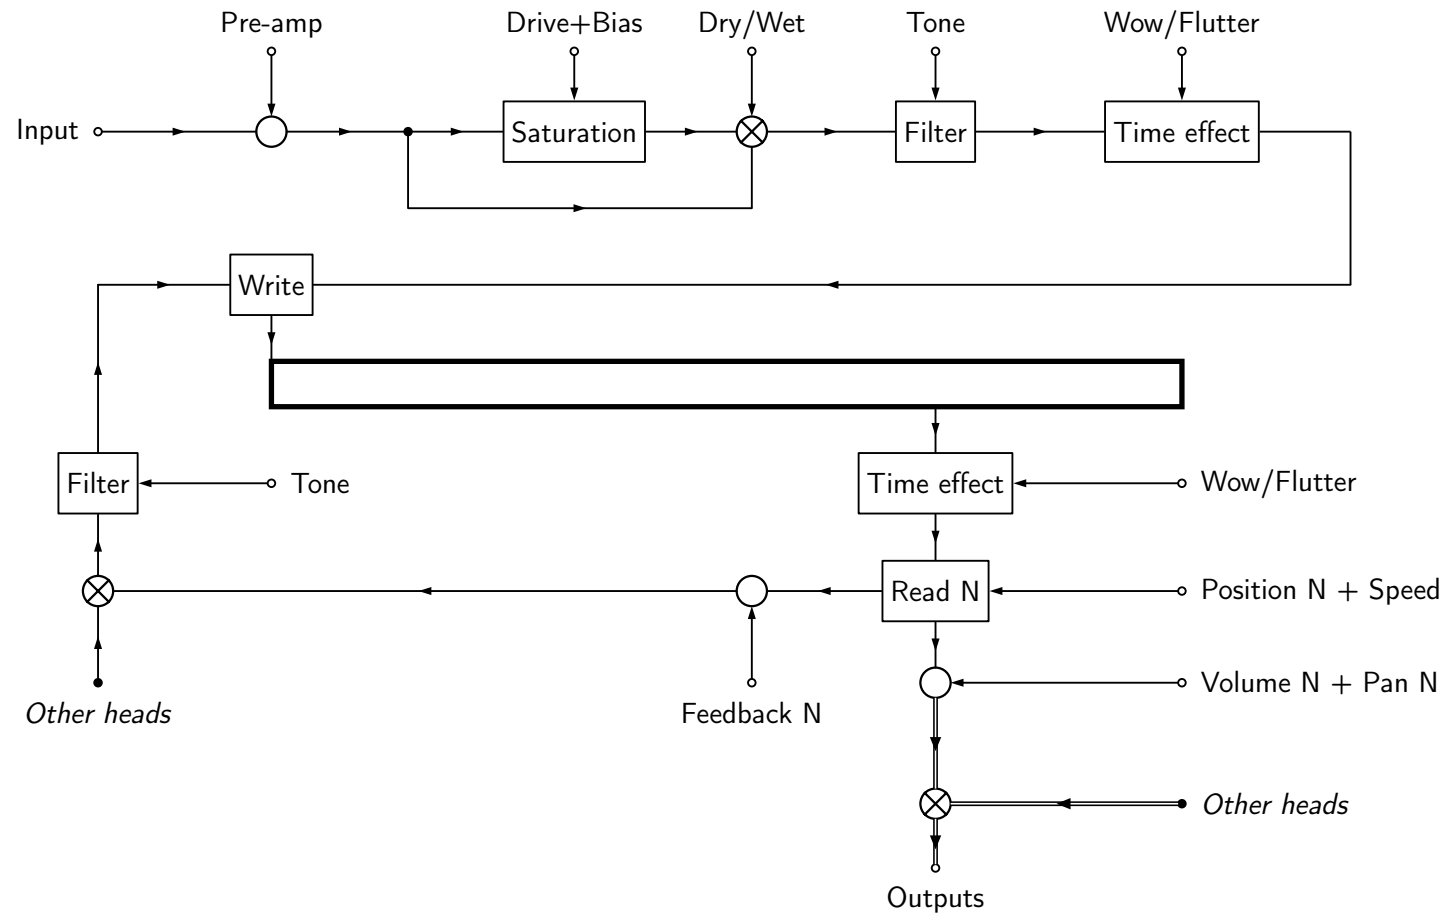 Pre-amp
Drive+Bias
Dry/Wet
Tone
Wow/Flutter
Input
Saturation
Filter
Time effect
Write
Filter
Tone
Time effect
Wow/Flutter
Read N
Position N + Speed
Volume N + Pan N
Other heads
Feedback N
Other heads
Outputs